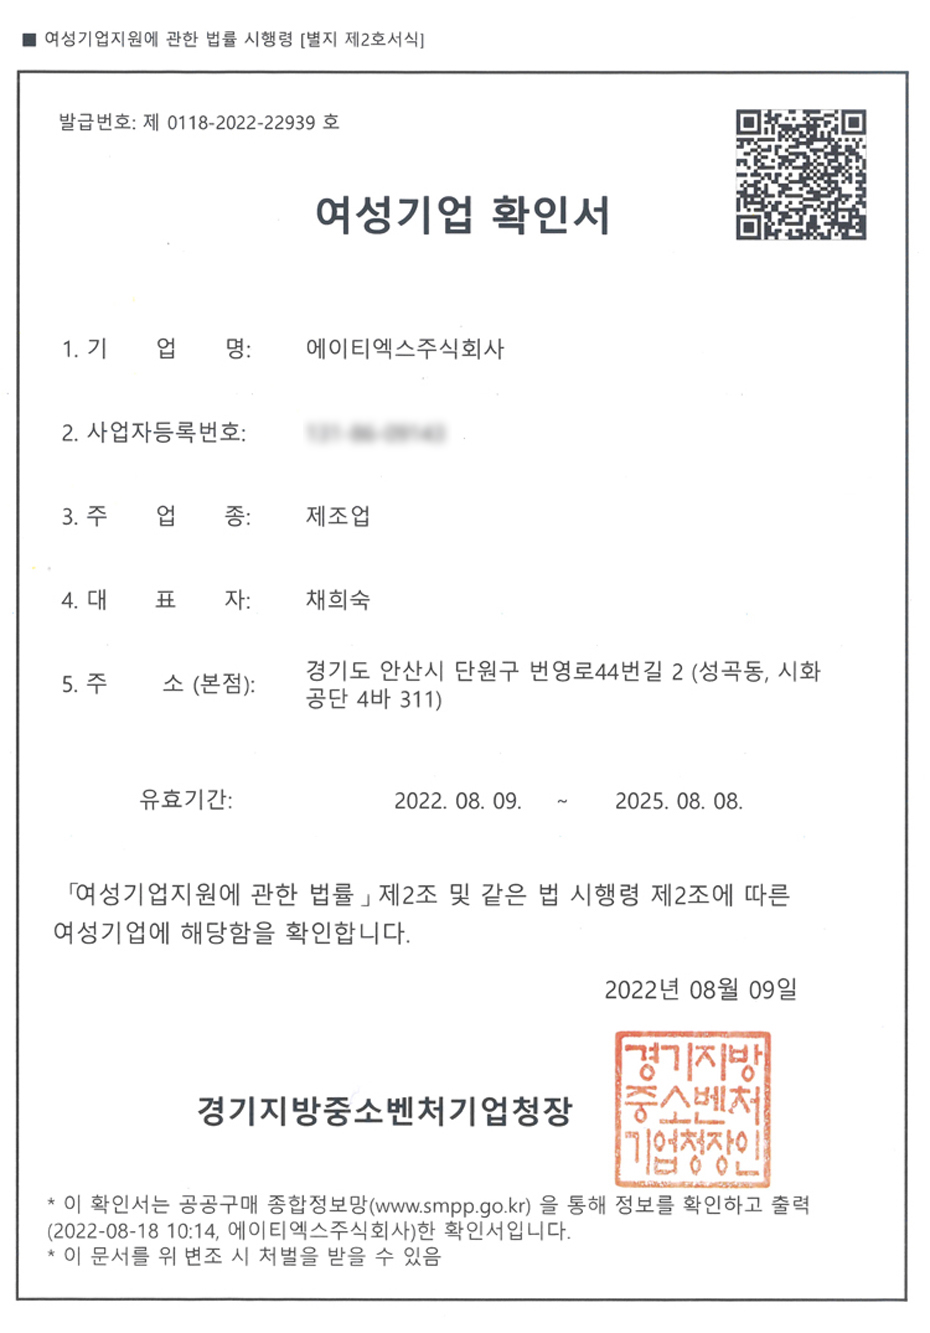 ■ 여성기업지원에 관한 법률 시행령 [별지 제2호서식]
발급번호: 제 0118-2022-22939 호
여성기업 확인서
1. 기 업 명: 에이티엑스주식회사
2. 사업자등록번호:
3. 주 업 종: 제조업
4. 대 표 자: 채희숙
5. 주 소 (본점): 경기도 안산시 단원구 번영로44번길 2 (성곡동, 시화
공단 4바 311)
유효기간: 2022. 08. 09. ~ 2025. 08. 08.
「여성기업지원에 관한 법률」제2조 및 같은 법 시행령 제2조에 따른
여성기업에 해당함을 확인합니다.
2022년 08월 09일
경기지방중소벤처기업청장
경기지방
중소벤처
기업청장인
* 이 확인서는 공공구매 종합정보망(www.smpp.go.kr) 을 통해 정보를 확인하고 출력
(2022-08-18 10:14, 에이티엑스주식회사)한 확인서입니다.
* 이 문서를 위 변조 시 처벌을 받을 수 있음